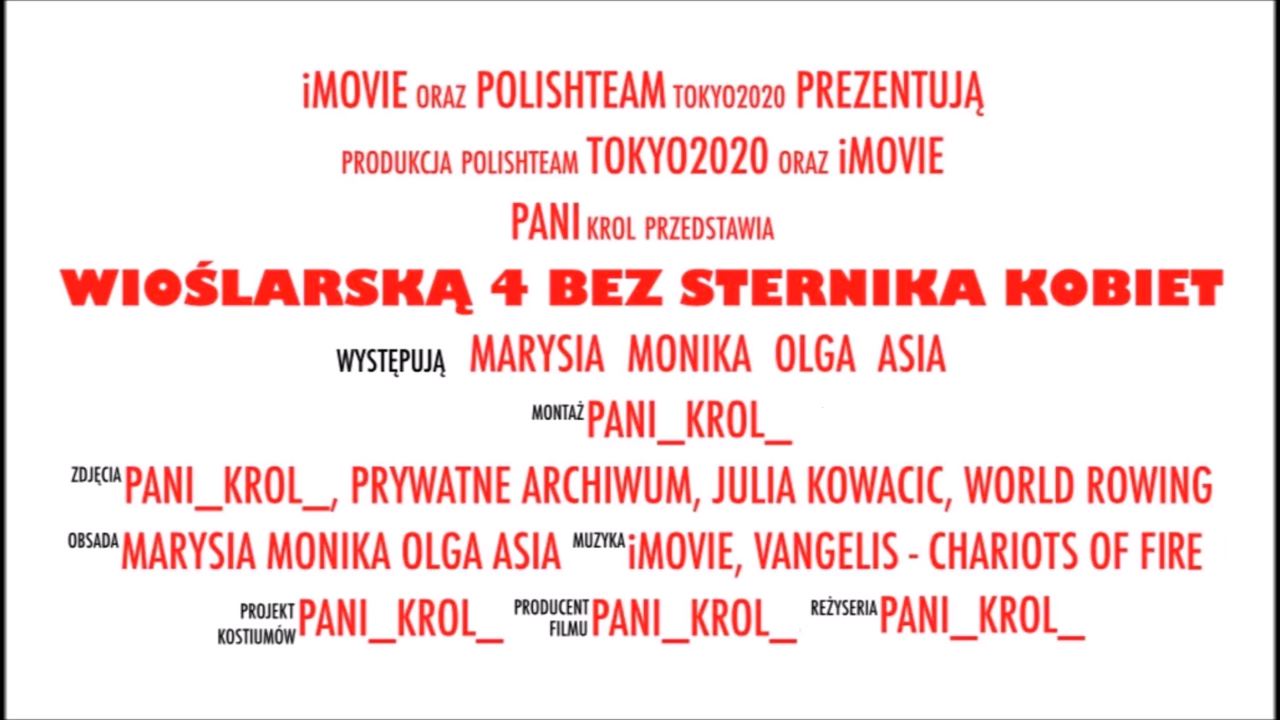 iMOVIE ORAZ POLISHTEAM TOKYO2020 PREZENTUJĄ
PRODUKCJA POLISHTEAM TOKYO2020 ORAZ iMOVIE
PANI KROL PRZEDSTAWIA
WIOŚLARSKĄ 4 BEZ STERNIKA KOBIET
WYSTĘPUJĄ MARYSIA MONIKA OLGA ASIA
MONTAŻ PANI_KROL_
ZDJĘCIA PANI_KROL_, PRYWATNE ARCHIWUM, JULIA KOWACIC, WORLD ROWING
OBSADA MARYSIA MONIKA OLGA ASIA MUZYKA iMOVIE, VANGELIS - CHARIOTS OF FIRE
PROJEKT KOSTIUMÓW PANI_KROL_ PRODUCENT FILMU PANI_KROL_ REŻYSERIA PANI_KROL_